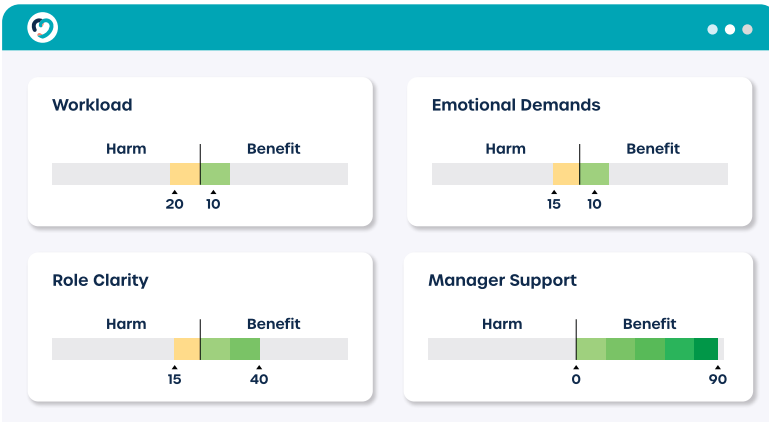 Workload
Harm Benefit
20 10
Emotional Demands
Harm Benefit
15 10
Role Clarity
Harm Benefit
15 40
Manager Support
Harm Benefit
0 90